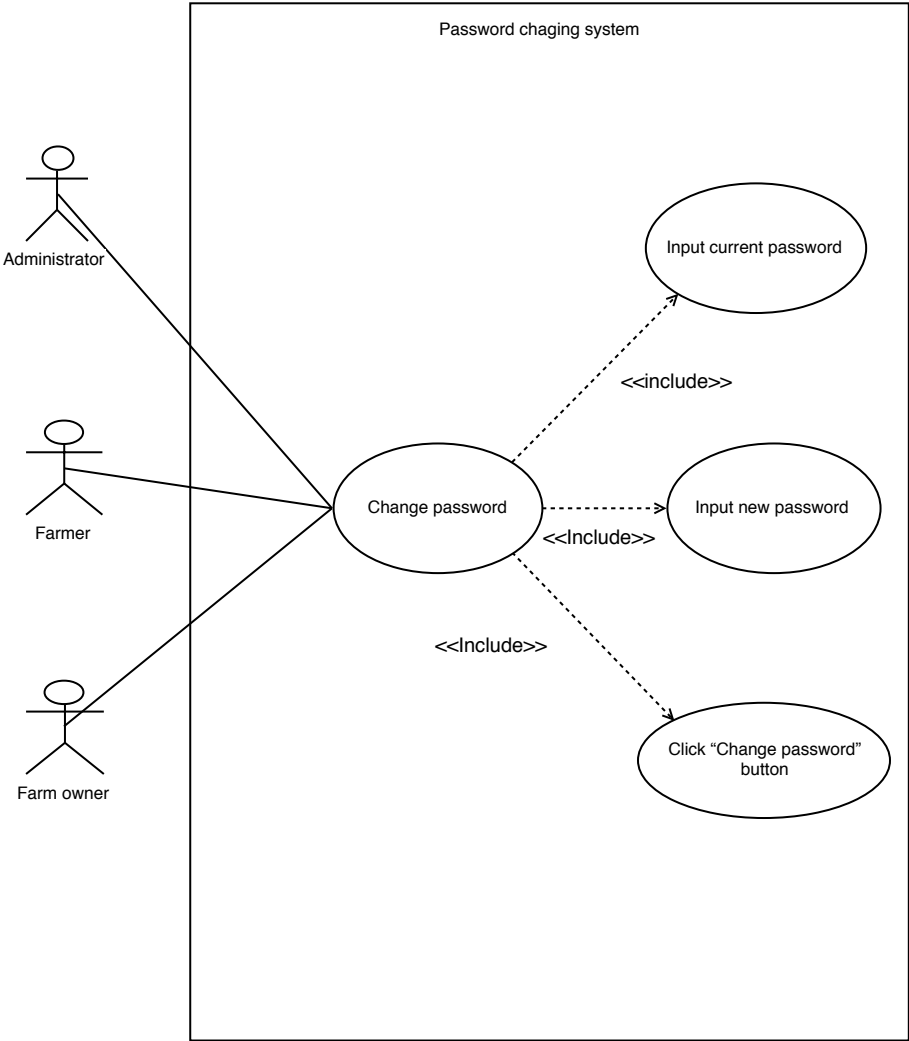 Password chaging system
Administrator
Input current password
<<include>>
Farmer
Change password
Input new password
<<Include>>
<<Include>>
Farm owner
Click “Change password”
button